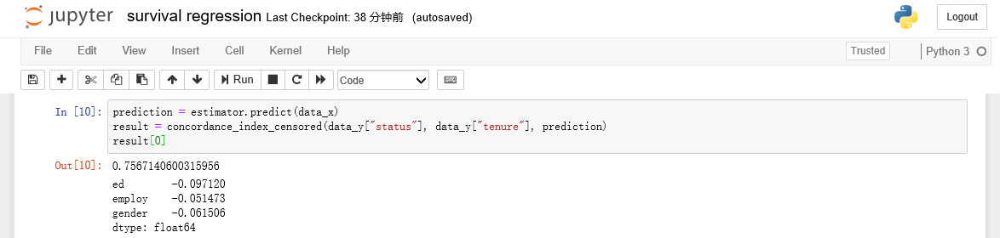 jupyter survival regression Last Checkpoint: 38 分钟前 (autosaved)
Logout
File Edit View Insert Cell Kernel Help Trusted Python 3
Run Code
In [10]: prediction = estimator.predict(data_x)
result = concordance_index_censored(data_y["status"], data_y["tenure"], prediction)
result[0]
Out[10]: 0.7567140600315956
ed -0.097120
employ -0.051473
gender -0.061506
dtype: float64